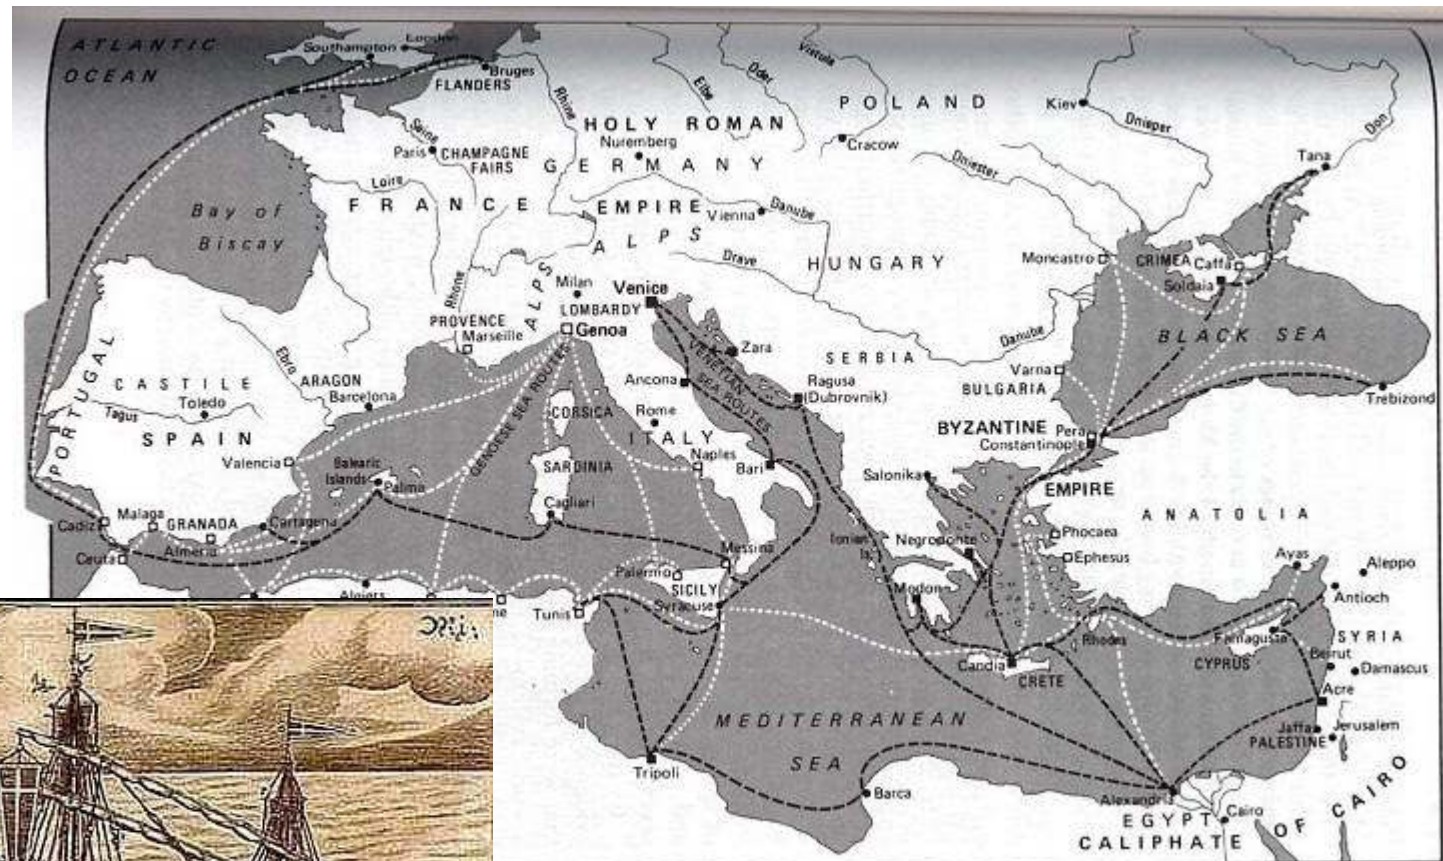 ATLANTIC
OCEAN
London
Southampton
Bruges
FLANDERS
Rhine
Elbe
Oder
Vistula
POLAND
Kiev
Dnieper
Don
HOLY ROMAN
Nuremberg
GERMANY
Cracow
Dniester
Tana
Seine
Paris
CHAMPAGNE
FAIRS
Loire
FRANCE
EMPIRE
Vienna
Danube
Bay of
Biscay
ALPS
Drave
HUNGARY
Moncastro
CRIMEA
Caffa
Soldaia
Rhone
ALPS
Milan
Venice
LOMBARDY
Genoa
PROVENCE
Marseille
Danube
BLACK SEA
Zara
SERBIA
VENETIAN
SEA ROUTES
Ancona
Ragusa
(Dubrovnik)
Varna
BULGARIA
Trebizond
PORTUGAL
CASTILE
Toledo
Tagus
SPAIN
Ebro
ARAGON
Barcelona
GENOESE SEA ROUTES
CORSICA
Rome
ITALY
Naples
Bari
BYZANTINE
Pera
Constantinople
EMPIRE
Valencia
Balearic
Islands
Palma
SARDINIA
Cagliari
Salonika
ANATOLIA
Cadiz
Malaga
GRANADA
Cartagena
Almeria
Ceuta
Algiers
Tunis
Messina
Palermo
SICILY
Syracuse
Ionian
Is.
Negroponte
Phocaea
Ephesus
Modon
Candia
CRETE
Rhodes
Ayas
Aleppo
Antioch
Famagusta
CYPRUS
SYRIA
Beirut
Damascus
Acre
Jaffa
Jerusalem
PALESTINE
MEDITERRANEAN
SEA
Tripoli
Barca
Alexandria
Cairo
EGYPT
CALIPHATE OF CAIRO